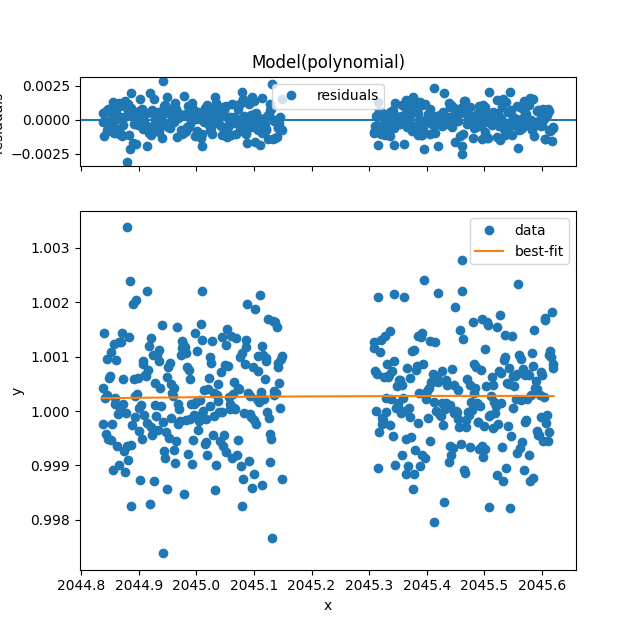 Model(polynomial)
0.0025
0.0000
−0.0025
residuals
residuals
1.003
1.002
1.001
1.000
0.999
0.998
y
data
best-fit
2044.8 2044.9 2045.0 2045.1 2045.2 2045.3 2045.4 2045.5 2045.6
x